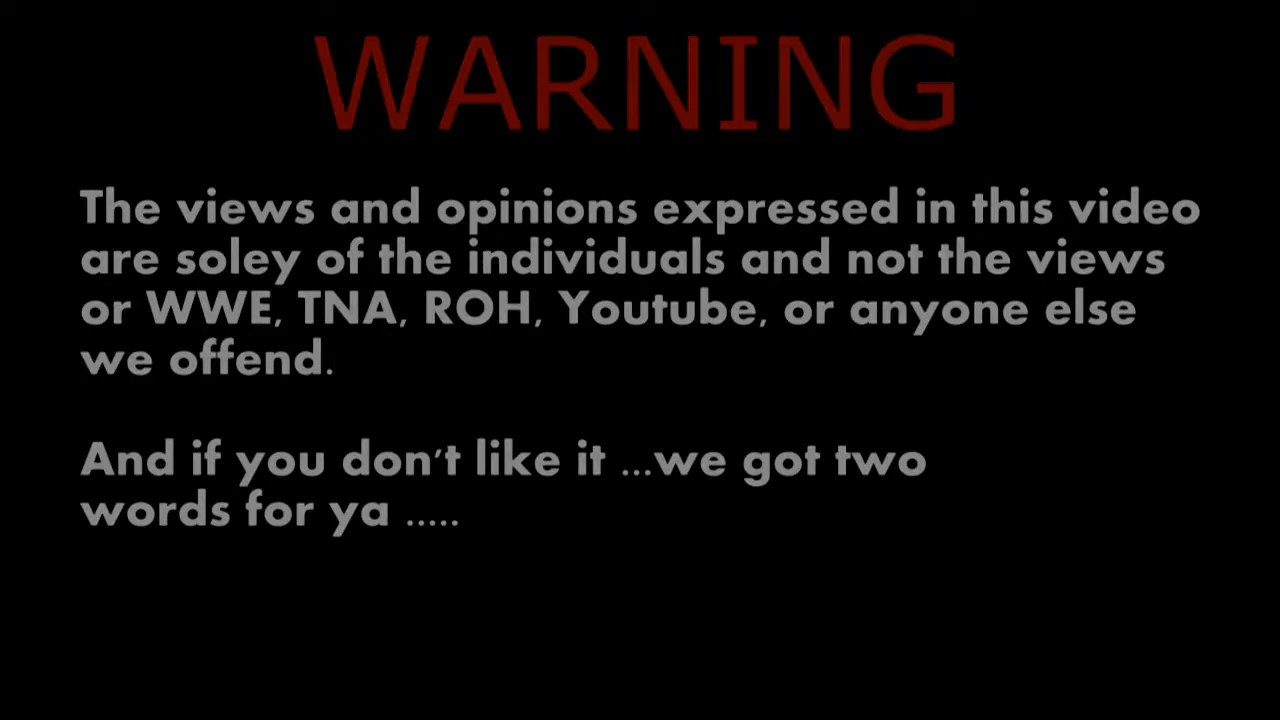 WARNING
The views and opinions expressed in this video
are soley of the individuals and not the views
or WWE, TNA, ROH, Youtube, or anyone else
we offend.
And if you don't like it ...we got two
words for ya .....